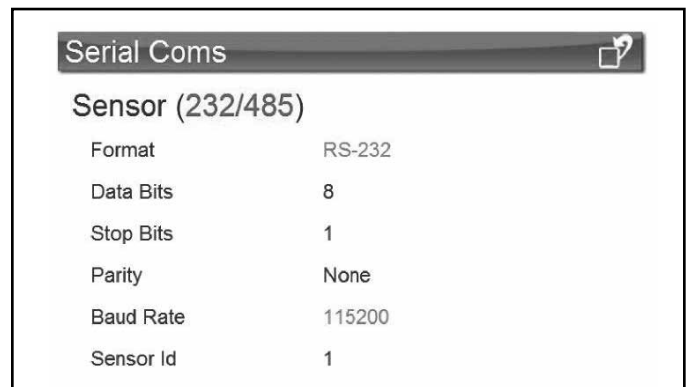 Serial Coms
Sensor (232/485)
Format RS-232
Data Bits 8
Stop Bits 1
Parity None
Baud Rate 115200
Sensor Id 1